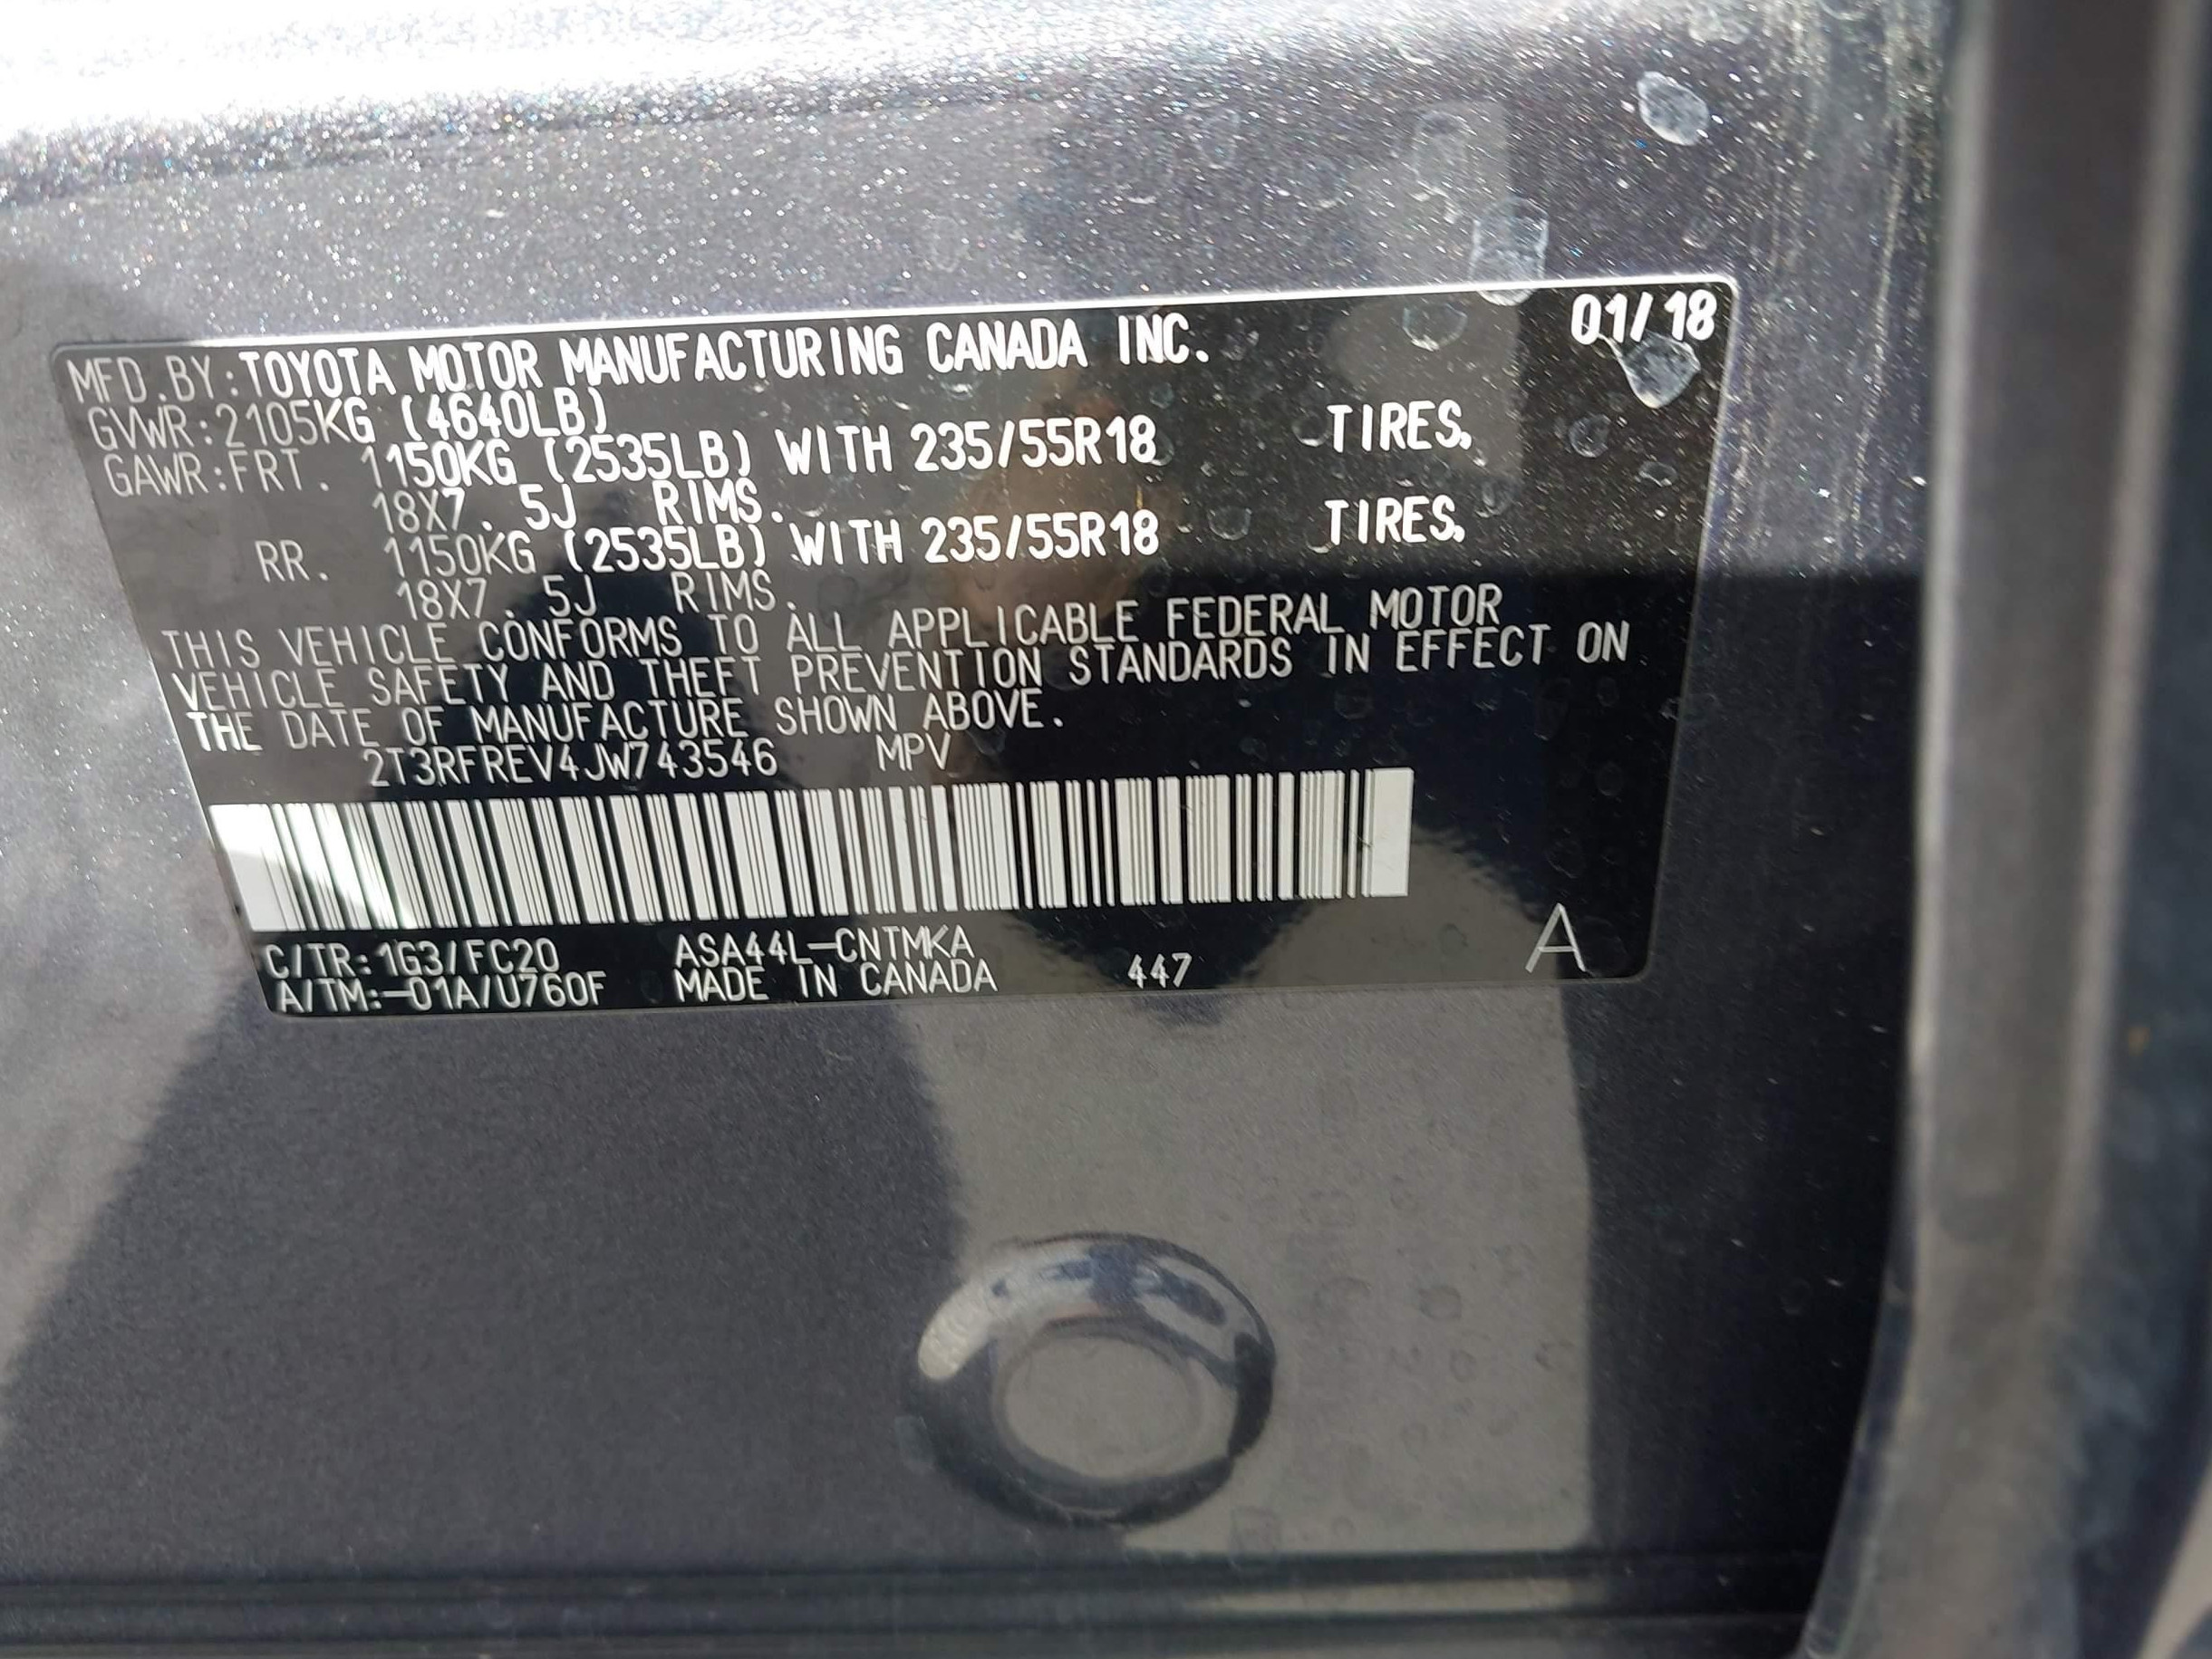 01/18
MFD.BY:TOYOTA MOTOR MANUFACTURING CANADA INC.
GVWR:2105KG (4640LB)
GAWR:FRT. 1150KG (2535LB) WITH 235/55R18 TIRES.
18X7.5J RIMS.
RR. 1150KG (2535LB) WITH 235/55R18 TIRES.
18X7.5J RIMS.
THIS VEHICLE CONFORMS TO ALL APPLICABLE FEDERAL MOTOR
VEHICLE SAFETY AND THEFT PREVENTION STANDARDS IN EFFECT ON
THE DATE OF MANUFACTURE SHOWN ABOVE.
2T3RFREV4JW743546 MPV
C/TR:1G3/FC20 ASA44L-CNTMKA
A/TM:-01A/U760F MADE IN CANADA 447 A